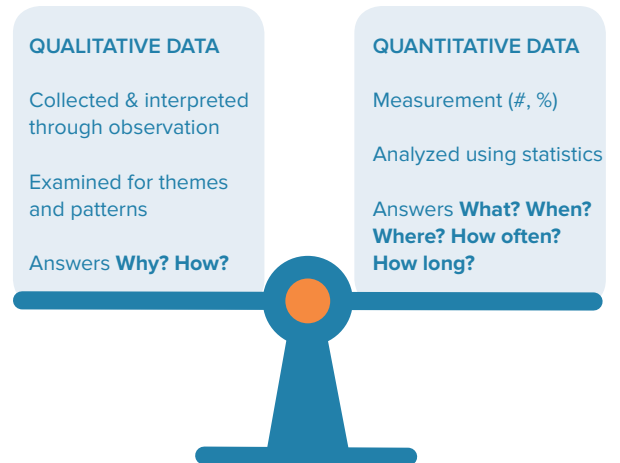 QUALITATIVE DATA
Collected & interpreted
through observation
Examined for themes
and patterns
Answers Why? How?
QUANTITATIVE DATA
Measurement (#, %)
Analyzed using statistics
Answers What? When?
Where? How often?
How long?